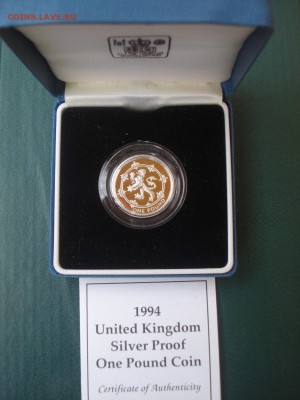 COINS.LAVE.RU
ONE POUND
1994
United Kingdom
Silver Proof
One Pound Coin
Certificate of Authenticity